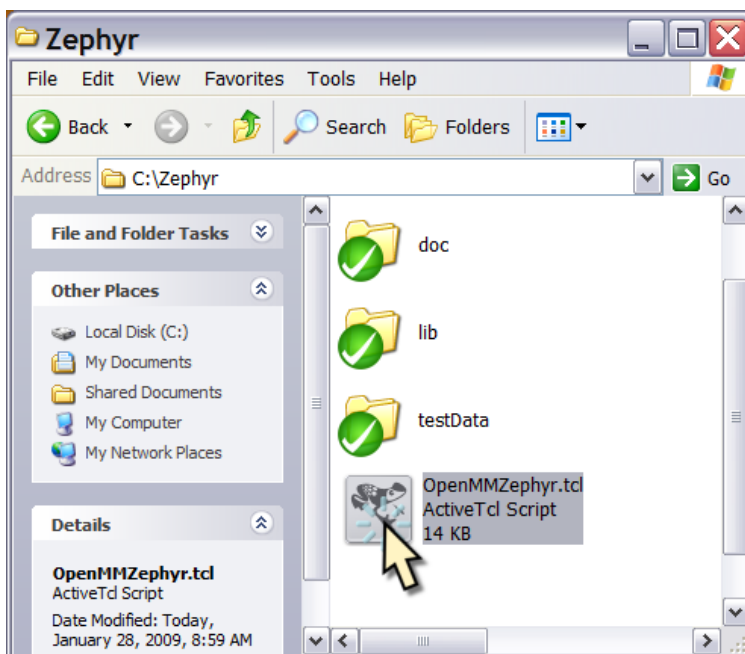 Zephyr
File Edit View Favorites Tools Help
Back Search Folders
Address C:\Zephyr Go
File and Folder Tasks
Other Places
Local Disk (C:)
My Documents
Shared Documents
My Computer
My Network Places
Details
OpenMMZephyr.tcl
ActiveTcl Script
Date Modified: Today,
January 28, 2009, 8:59 AM
doc
lib
testData
OpenMMZephyr.tcl
ActiveTcl Script
14 KB